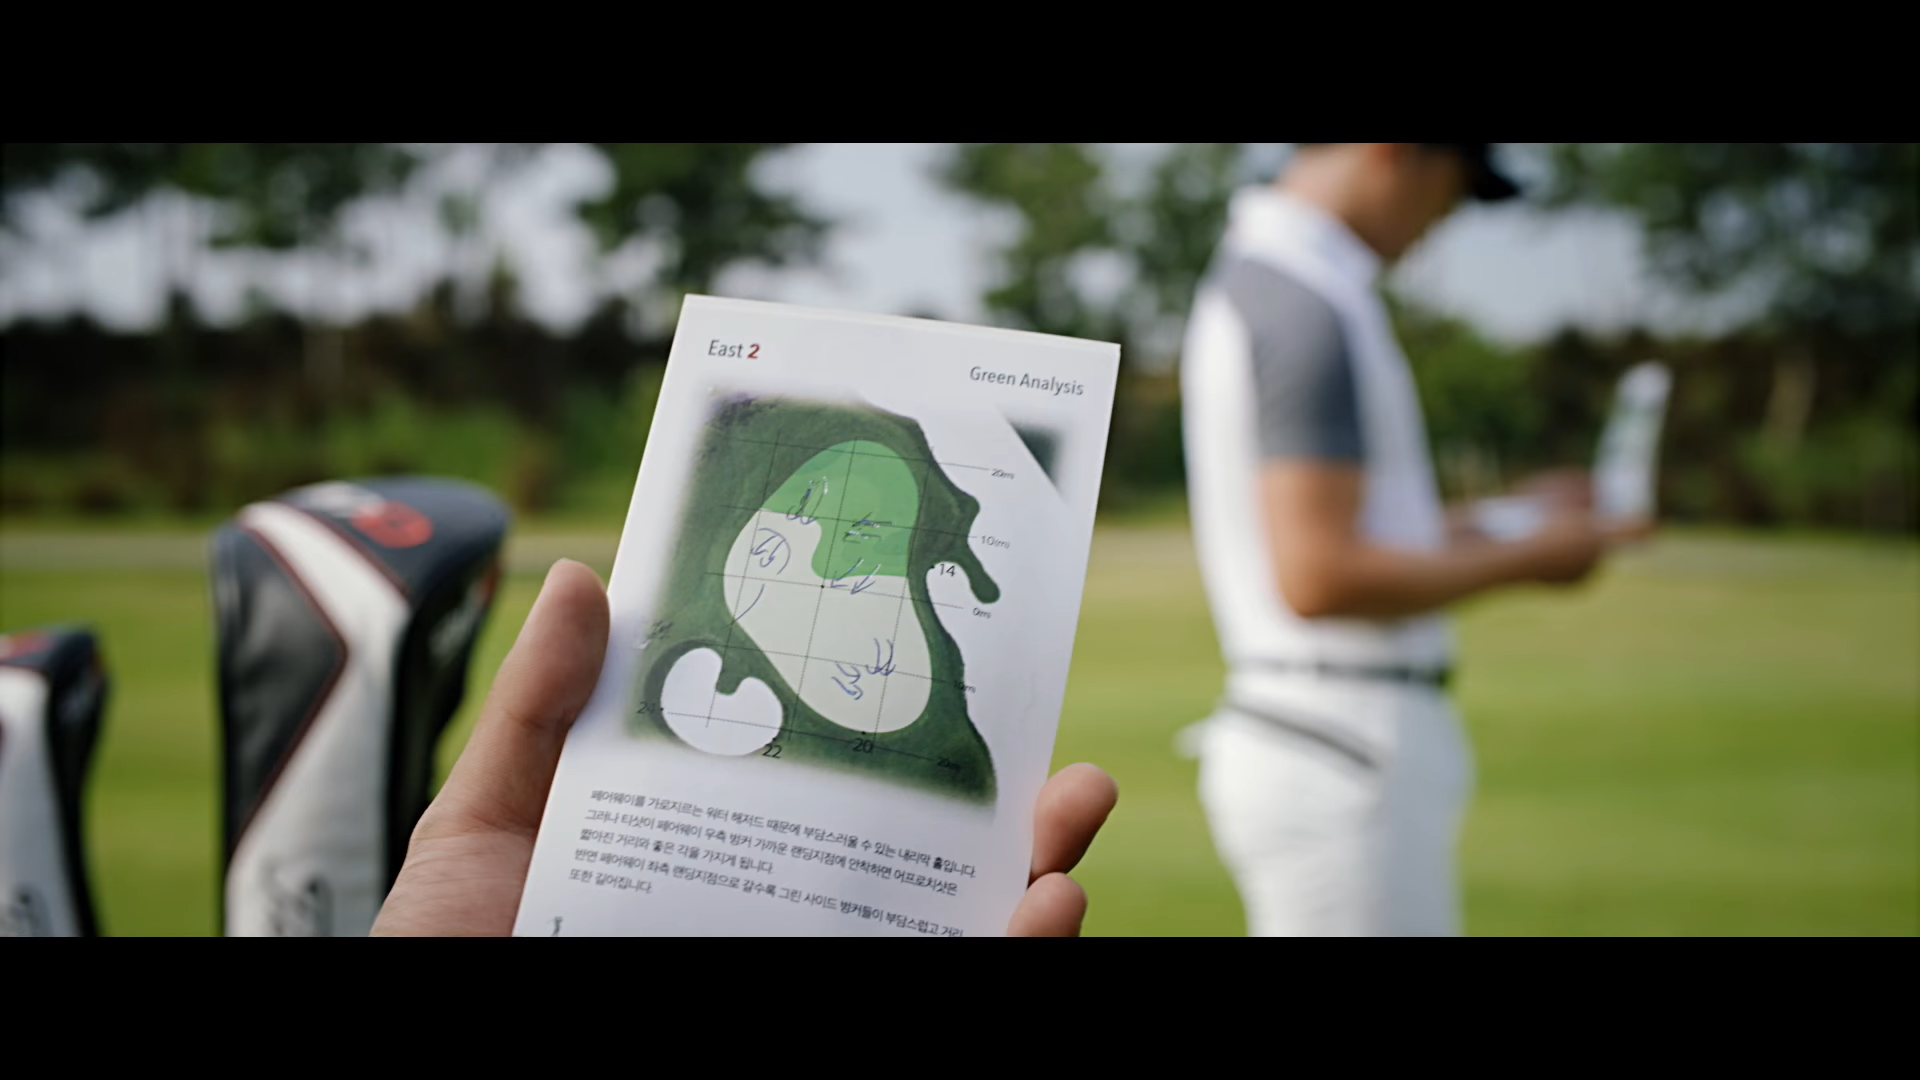 East 2
Green Analysis
20m
10m
14
0m
10m
24
22
20
20m
페어웨이를 가로지르는 워터 해저드 때문에 부담스러울 수 있는 내리막 홀입니다.
그러나 티샷이 페어웨이 우측 벙커 가까운 랜딩지점에 안착하면 어프로치샷은
짧아진 거리와 좋은 각을 가지게 됩니다.
반면 페어웨이 좌측 랜딩지점으로 갈수록 그린 사이드 벙커들이 부담스럽고 거리
또한 길어집니다.